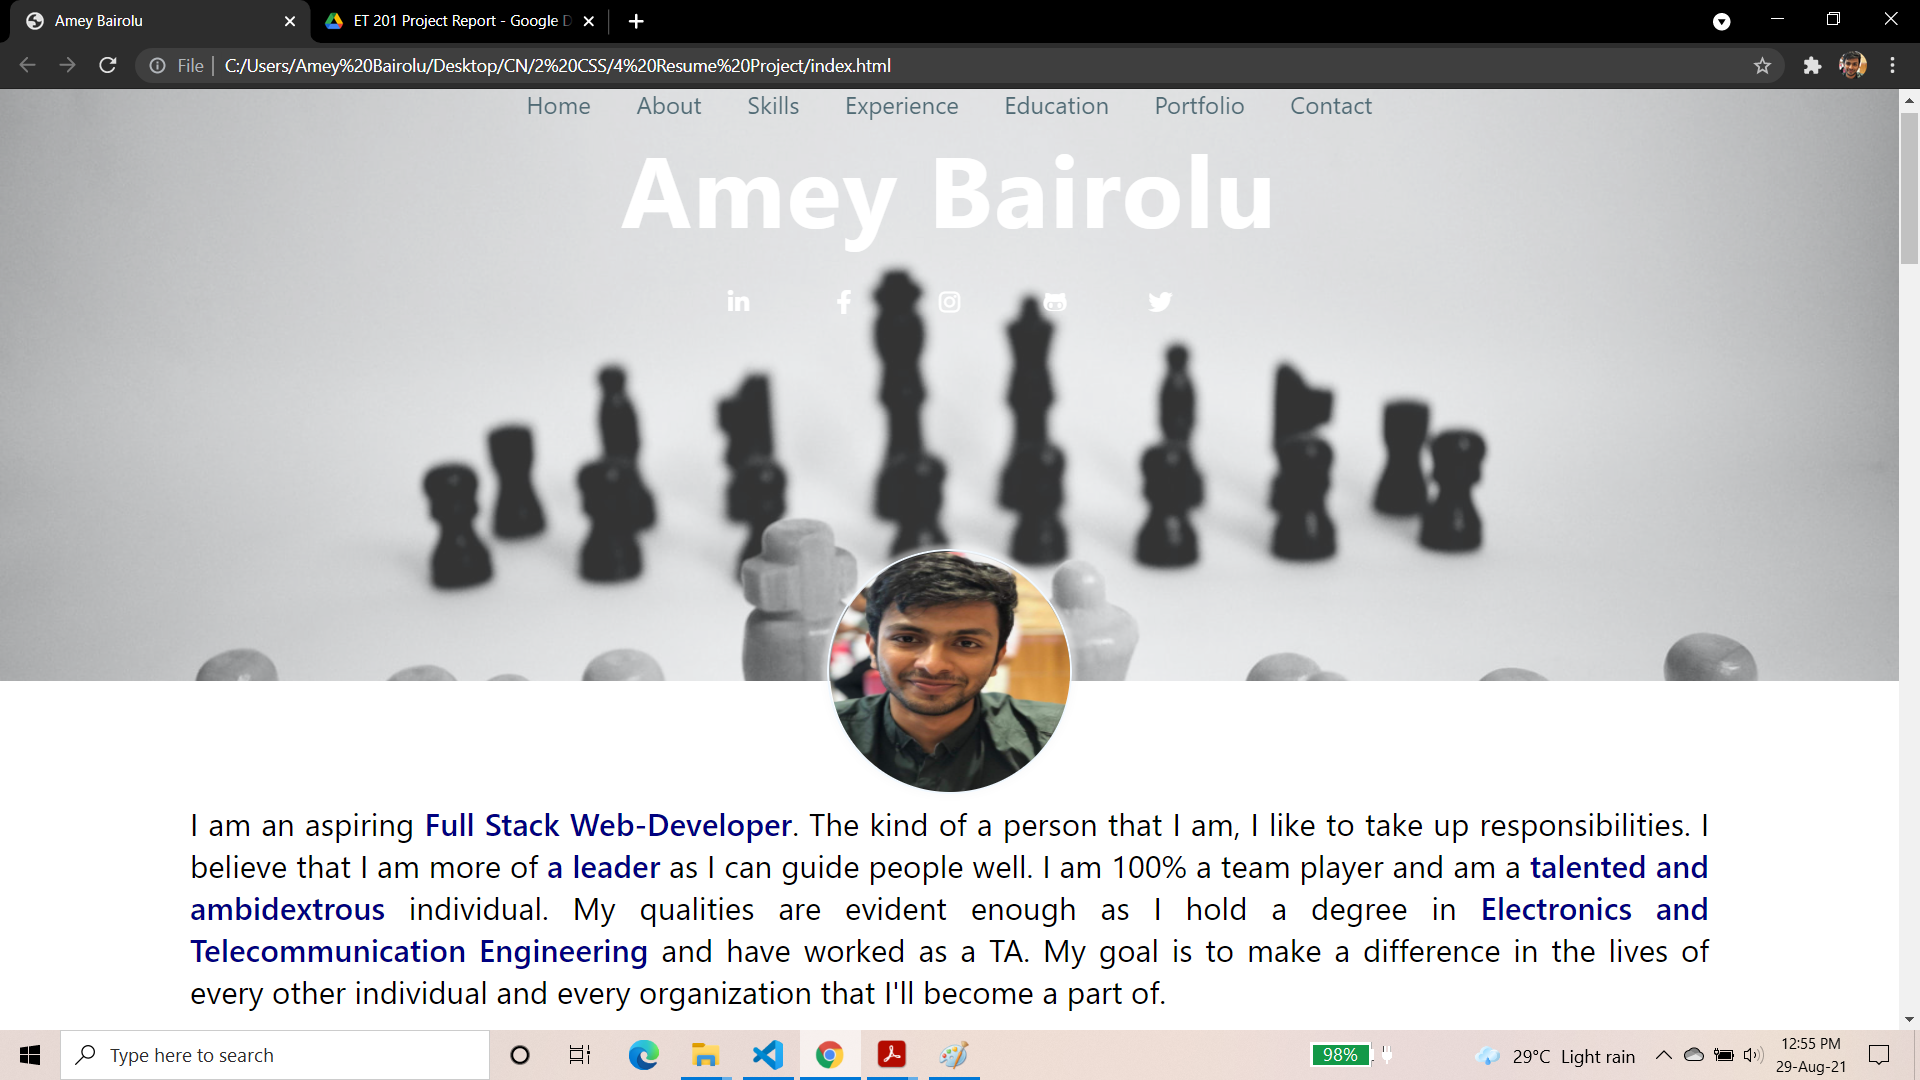 Amey Bairolu
ET 201 Project Report - Google D
File
C:/Users/Amey%20Bairolu/Desktop/CN/2%20CSS/4%20Resume%20Project/index.html
Home About Skills Experience Education Portfolio Contact
Amey Bairolu
I am an aspiring Full Stack Web-Developer. The kind of a person that I am, I like to take up responsibilities. I
believe that I am more of a leader as I can guide people well. I am 100% a team player and am a talented and
ambidextrous individual. My qualities are evident enough as I hold a degree in Electronics and
Telecommunication Engineering and have worked as a TA. My goal is to make a difference in the lives of
every other individual and every organization that I'll become a part of.
Type here to search
98%
29°C Light rain
12:55 PM
29-Aug-21